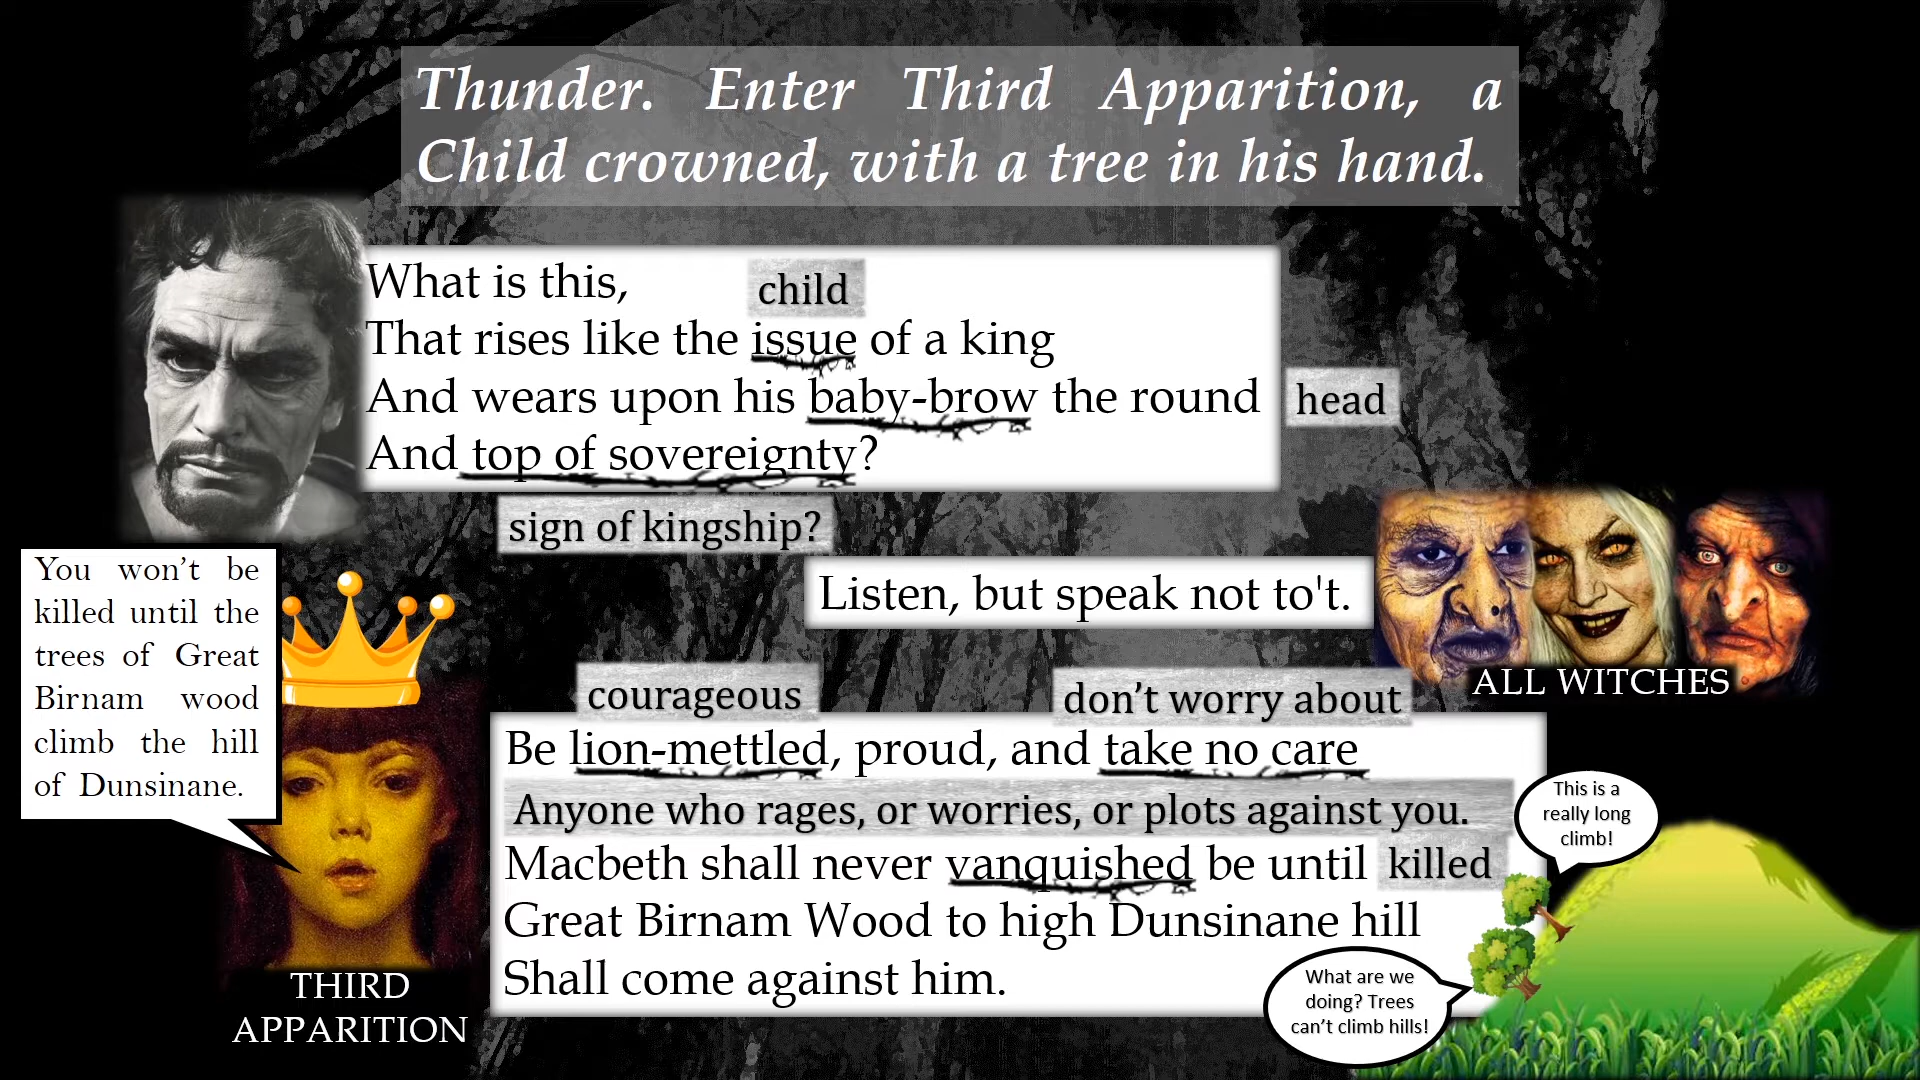 Thunder. Enter Third Apparition, a
Child crowned, with a tree in his hand.
What is this,
child
That rises like the issue of a king
And wears upon his baby-brow the round
head
And top of sovereignty?
sign of kingship?
Listen, but speak not to't.
ALL WITCHES
You won’t be
killed until the
trees of Great
Birnam wood
climb the hill
of Dunsinane.
THIRD
APPARITION
courageous
don’t worry about
Be lion-mettled, proud, and take no care
Anyone who rages, or worries, or plots against you.
Macbeth shall never vanquished be until
killed
Great Birnam Wood to high Dunsinane hill
Shall come against him.
This is a
really long
climb!
What are we
doing? Trees
can’t climb hills!